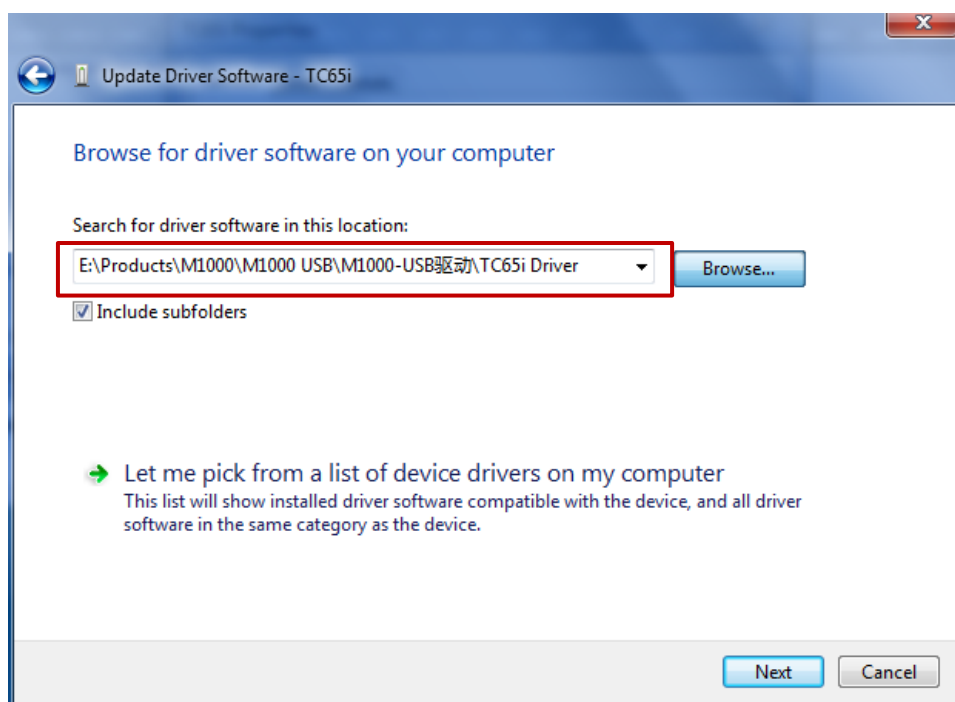 Update Driver Software - TC65i
Browse for driver software on your computer
Search for driver software in this location:
E:\Products\M1000\M1000 USB\M1000-USB驱动\TC65i Driver
Browse...
Include subfolders
Let me pick from a list of device drivers on my computer
This list will show installed driver software compatible with the device, and all driver
software in the same category as the device.
Next
Cancel